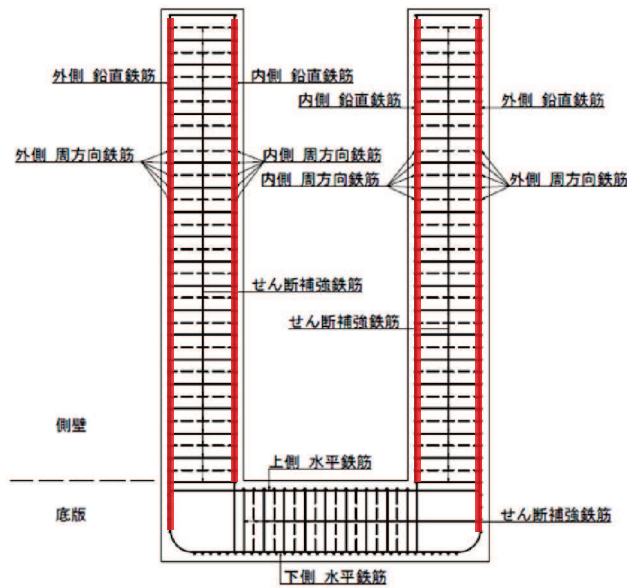 外側 鉛直鉄筋
内側 鉛直鉄筋
内側 鉛直鉄筋
外側 鉛直鉄筋
外側 周方向鉄筋
内側 周方向鉄筋
内側 周方向鉄筋
外側 周方向鉄筋
せん断補強鉄筋
せん断補強鉄筋
側壁
上側 水平鉄筋
底版
せん断補強鉄筋
下側 水平鉄筋